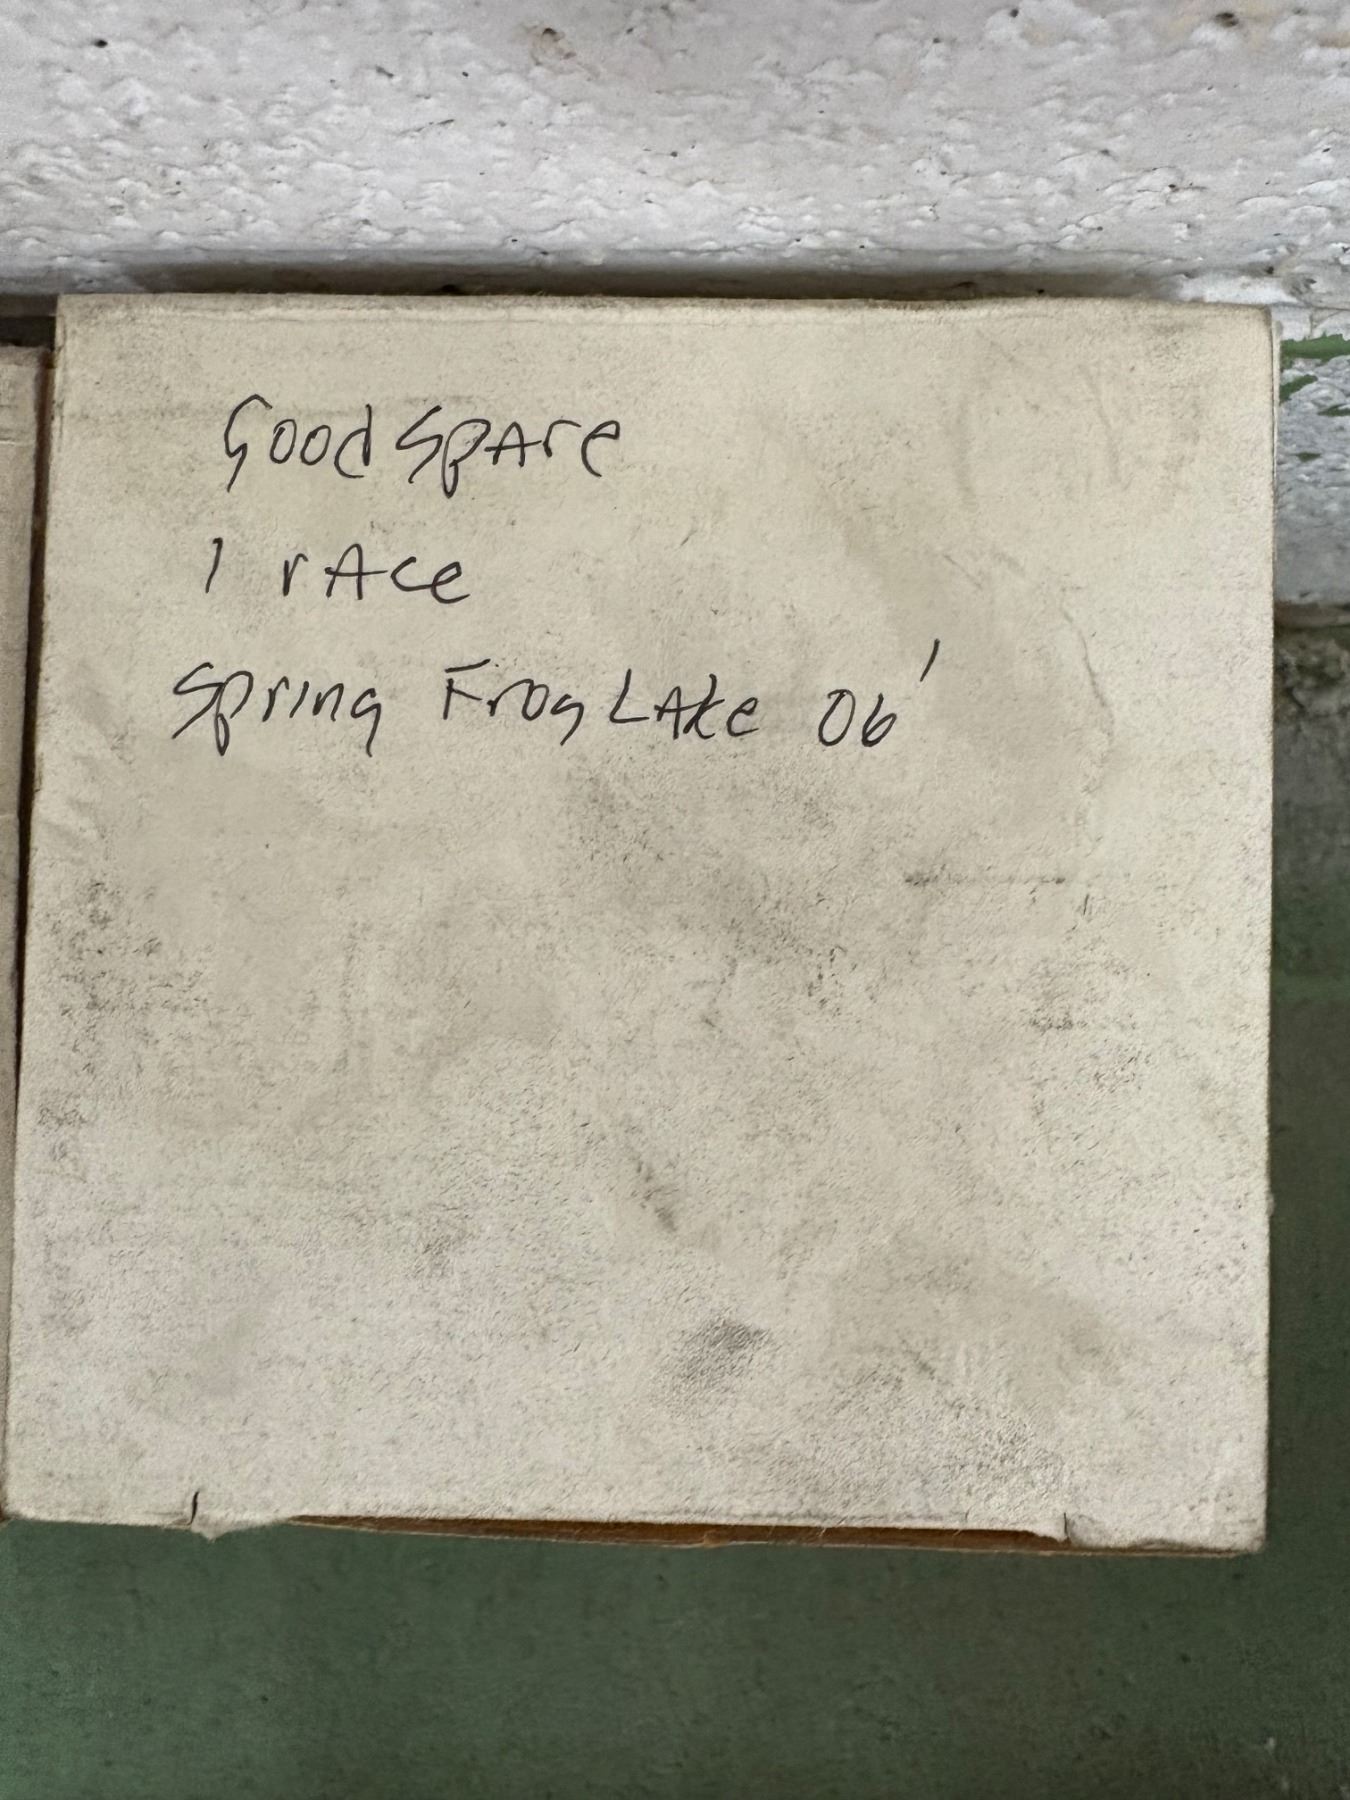 Good Spare
1 rAce
Spring Frog LAke 06'